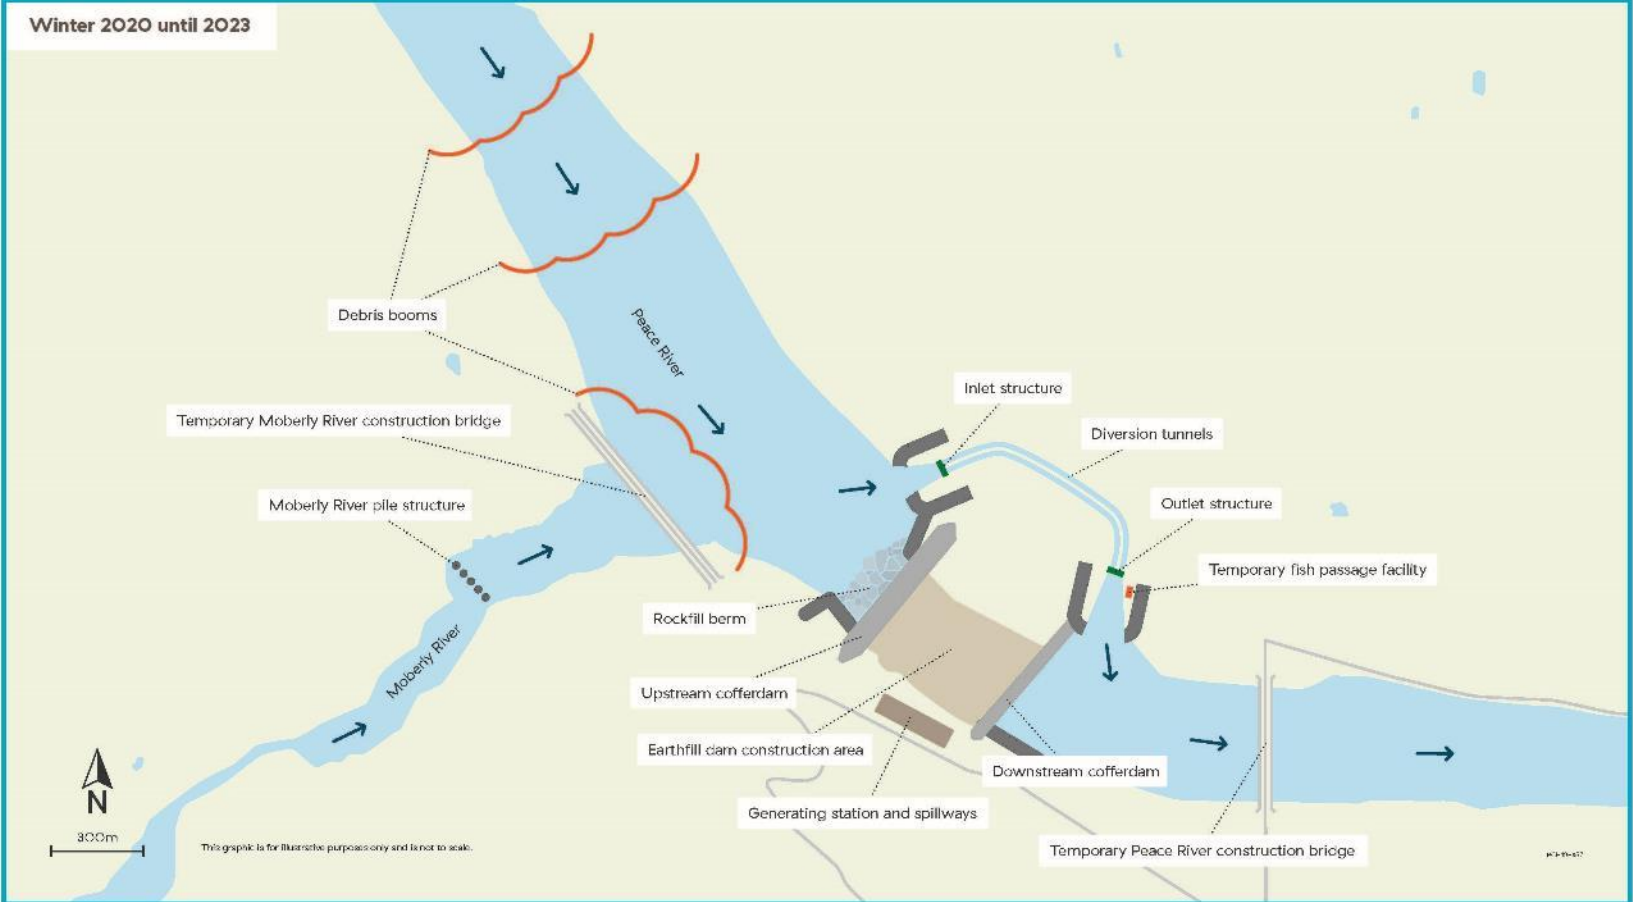 Winter 2020 until 2023
Debris booms
Peace River
Inlet structure
Temporary Moberly River construction bridge
Diversion tunnels
Moberly River pile structure
Outlet structure
Temporary fish passage facility
Rockfill berm
Moberly River
Upstream cofferdam
Earthfill dam construction area
Downstream cofferdam
Generating station and spillways
N
300m
This graphic is for illustrative purposes only and is not to scale.
Temporary Peace River construction bridge